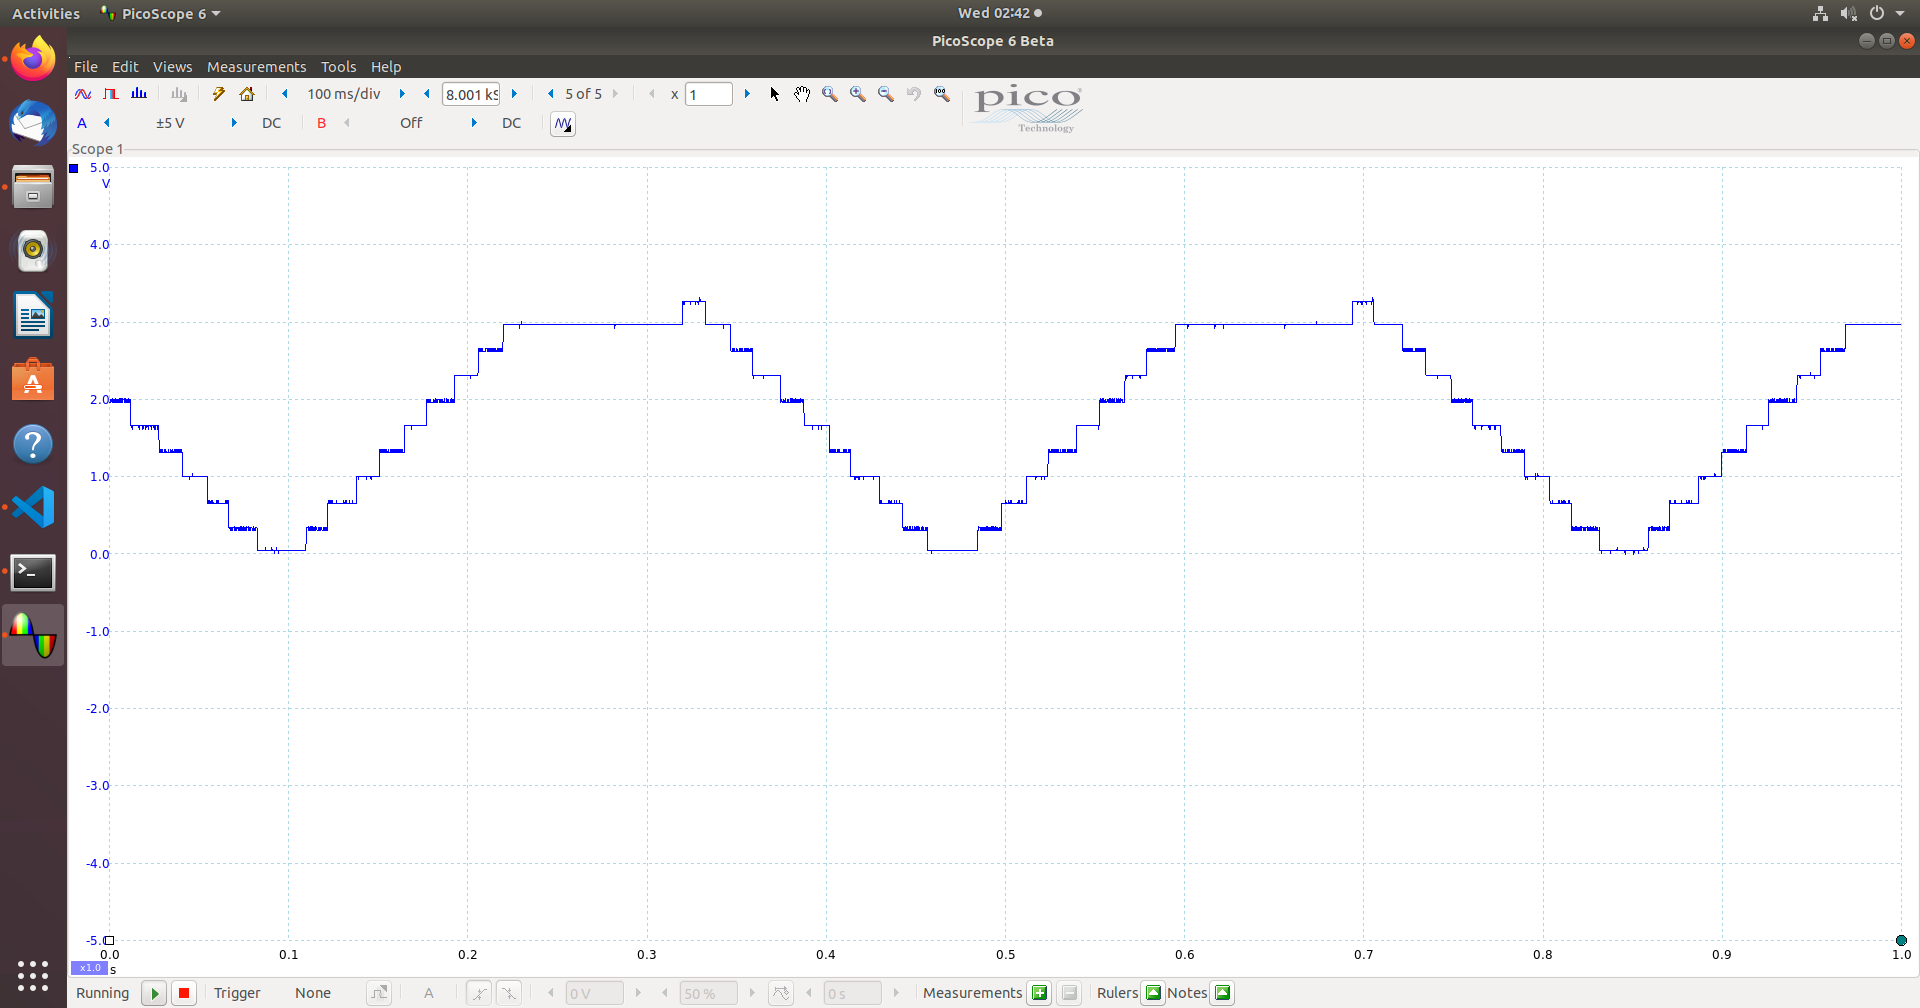 Activities PicoScope 6 Wed 02:42
PicoScope 6 Beta
File Edit Views Measurements Tools Help
100 ms/div 8.001 kS 5 of 5 x 1
pico
Technology
A ±5 V DC B Off DC
Scope 1
5.0
V
4.0
3.0
2.0
1.0
0.0
-1.0
-2.0
-3.0
-4.0
-5.0
0.0 0.1 0.2 0.3 0.4 0.5 0.6 0.7 0.8 0.9 1.0
x1.0 s
Running Trigger None A 0 V 50 % 0 s Measurements Rulers Notes